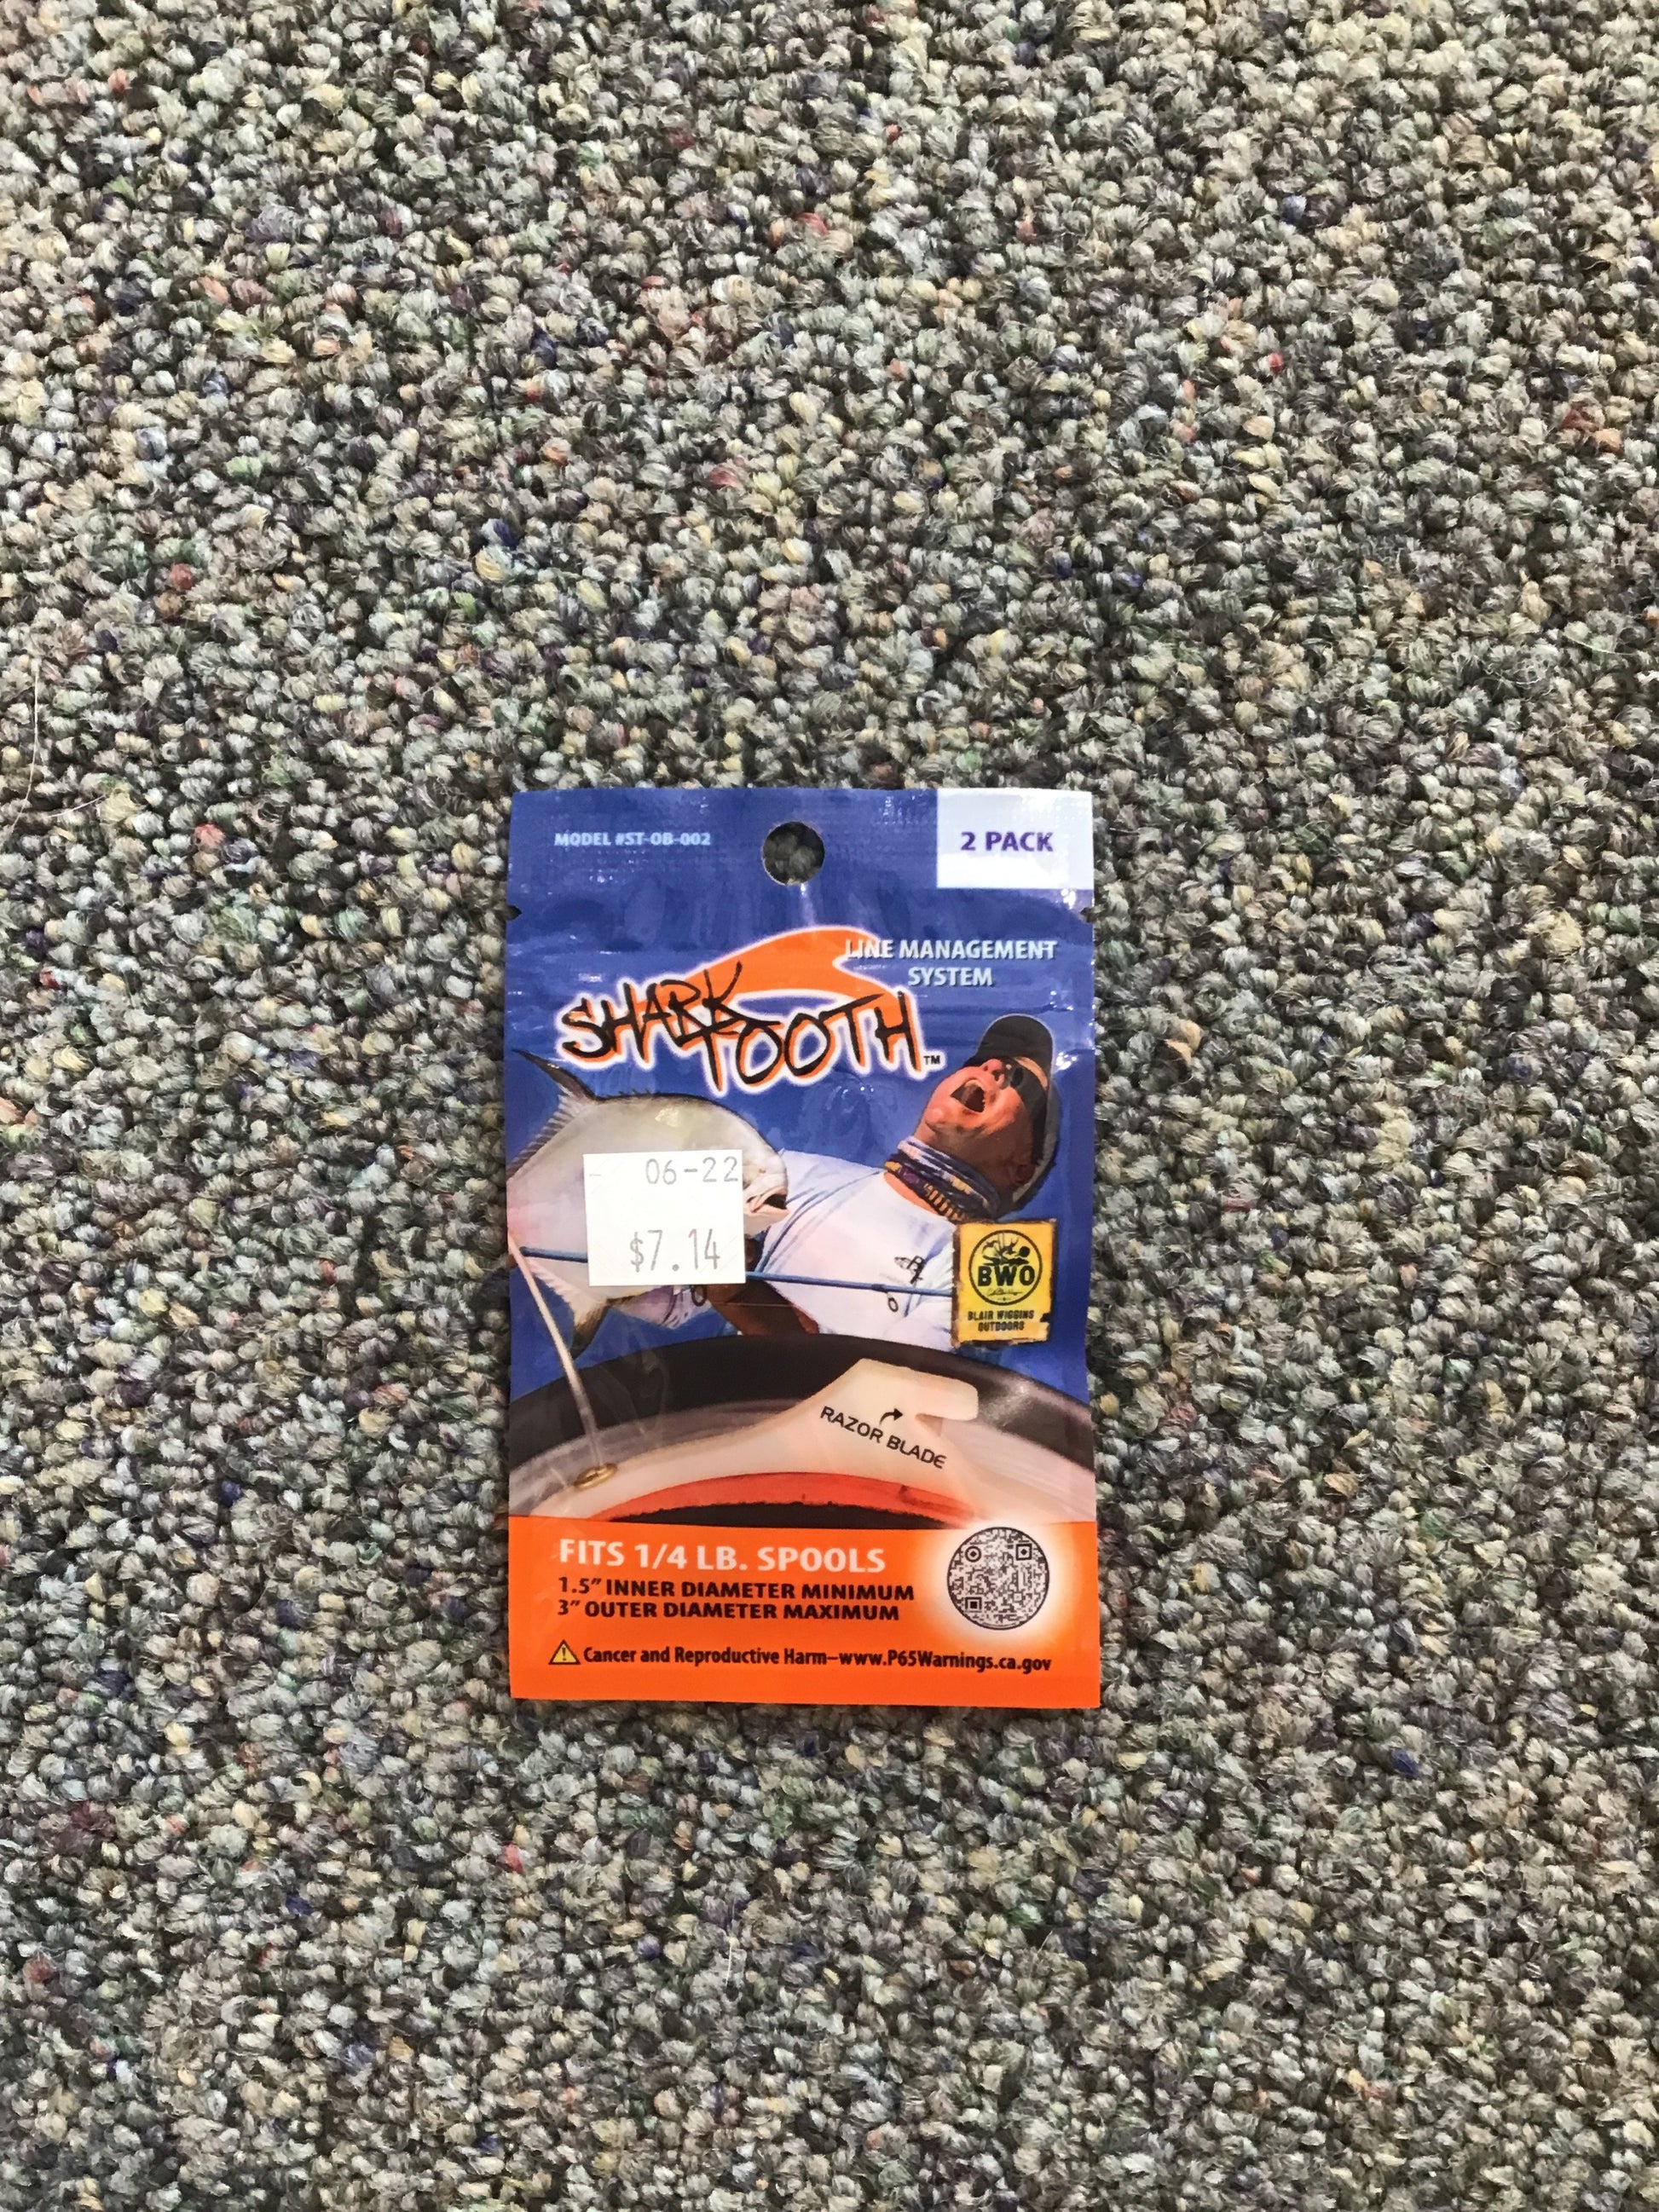 MODEL #ST-OB-002
2 PACK
LINE MANAGEMENT
SYSTEM
SHARK
TOOTH™
06-22
$7.14
BWO
BLAIR WIGGINS
OUTDOORS
RAZOR BLADE
FITS 1/4 LB. SPOOLS
1.5" INNER DIAMETER MINIMUM
3" OUTER DIAMETER MAXIMUM
Cancer and Reproductive Harm–www.P65Warnings.ca.gov